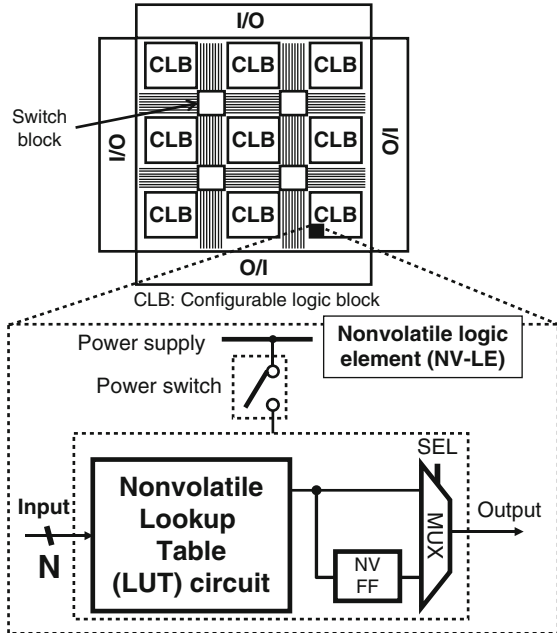 I/O
CLB CLB CLB
Switch
block
I/O
I/O
CLB CLB CLB
CLB CLB CLB
O/I
CLB: Configurable logic block
Power supply
Nonvolatile logic
element (NV-LE)
Power switch
SEL
Input
N
Nonvolatile
Lookup
Table
(LUT) circuit
NV
FF
MUX
Output